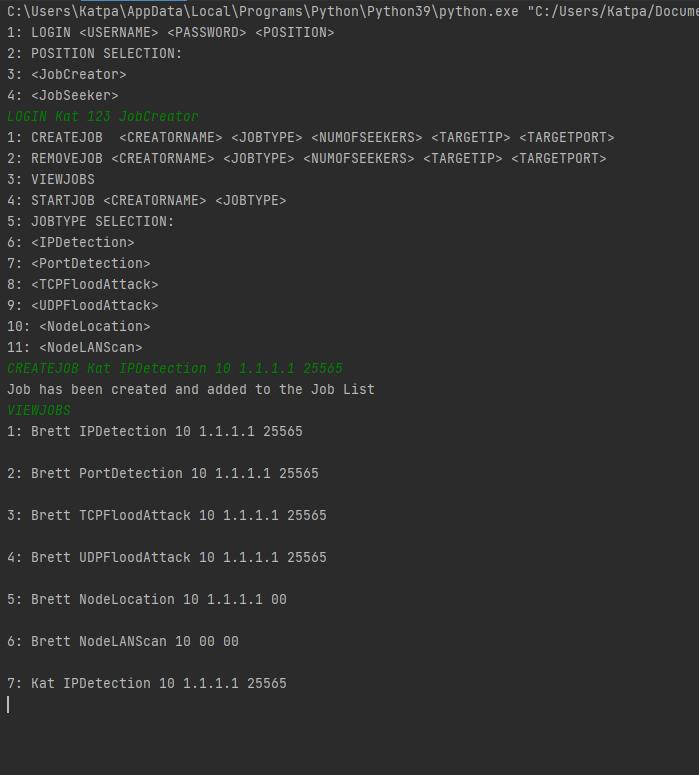 C:\Users\Katpa\AppData\Local\Programs\Python\Python39\python.exe "C:/Users/Katpa/Docume
1: LOGIN <USERNAME> <PASSWORD> <POSITION>
2: POSITION SELECTION:
3: <JobCreator>
4: <JobSeeker>
LOGIN Kat 123 JobCreator
1: CREATEJOB  <CREATORNAME> <JOBTYPE> <NUMOFSEEKERS> <TARGETIP> <TARGETPORT>
2: REMOVEJOB <CREATORNAME> <JOBTYPE> <NUMOFSEEKERS> <TARGETIP> <TARGETPORT>
3: VIEWJOBS
4: STARTJOB <CREATORNAME> <JOBTYPE>
5: JOBTYPE SELECTION:
6: <IPDetection>
7: <PortDetection>
8: <TCPFloodAttack>
9: <UDPFloodAttack>
10: <NodeLocation>
11: <NodeLANScan>
CREATEJOB Kat IPDetection 10 1.1.1.1 25565
Job has been created and added to the Job List
VIEWJOBS
1: Brett IPDetection 10 1.1.1.1 25565
2: Brett PortDetection 10 1.1.1.1 25565
3: Brett TCPFloodAttack 10 1.1.1.1 25565
4: Brett UDPFloodAttack 10 1.1.1.1 25565
5: Brett NodeLocation 10 1.1.1.1 00
6: Brett NodeLANScan 10 00 00
7: Kat IPDetection 10 1.1.1.1 25565